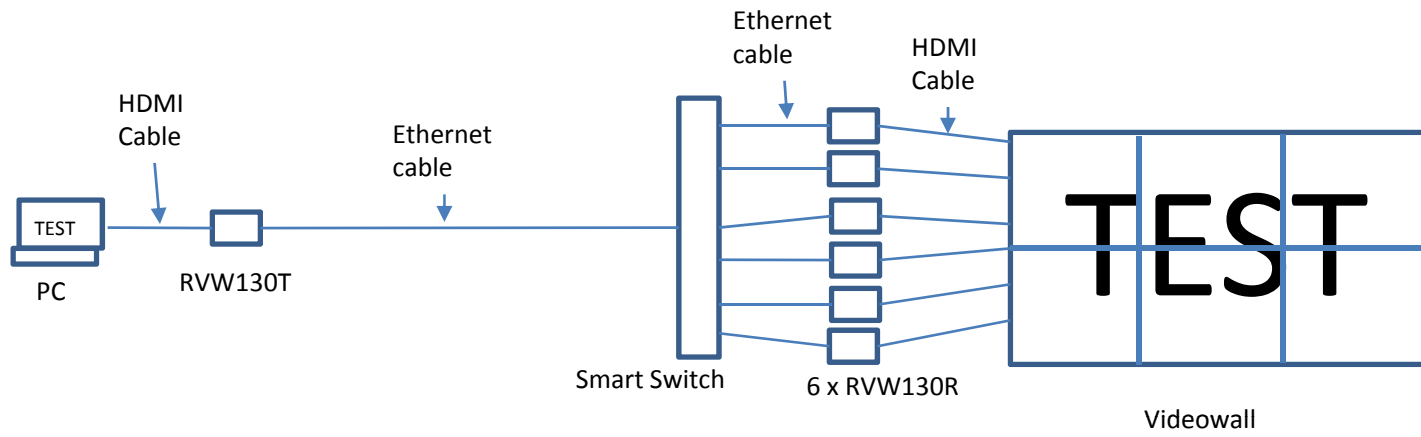 HDMI
Cable
Ethernet
cable
Ethernet
cable
HDMI
Cable
TEST
PC
RVW130T
Smart Switch
6 x RVW130R
TEST
Videowall